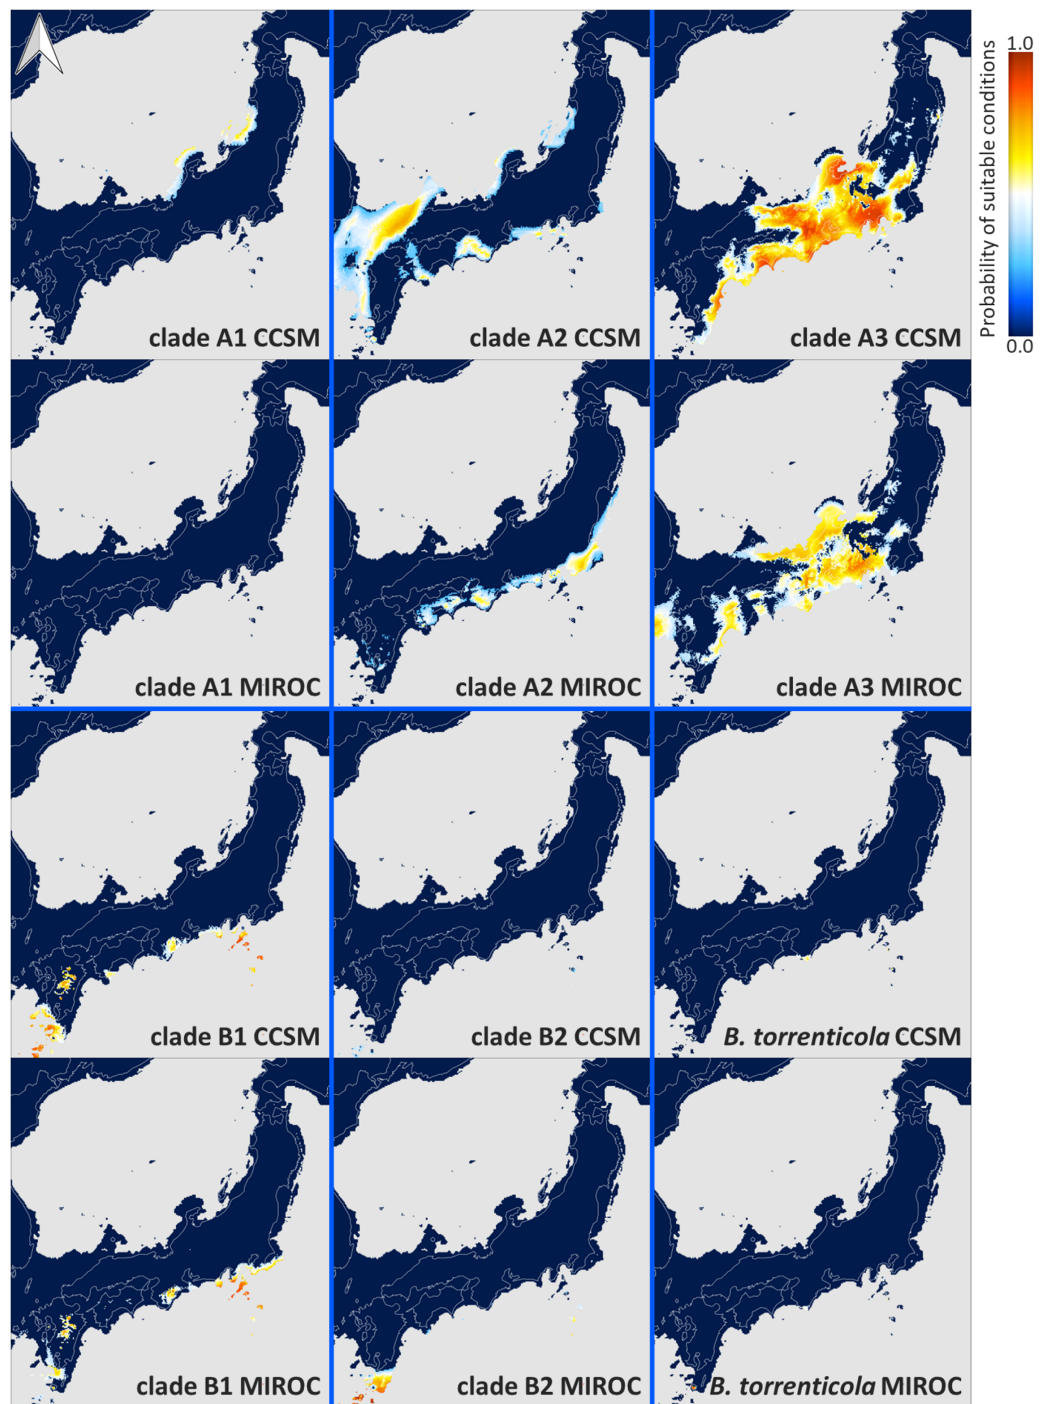 1.0
Probability of suitable conditions
0.0
clade A1 CCSM
clade A2 CCSM
clade A3 CCSM
clade A1 MIROC
clade A2 MIROC
clade A3 MIROC
clade B1 CCSM
clade B2 CCSM
B. torrenticola CCSM
clade B1 MIROC
clade B2 MIROC
B. torrenticola MIROC